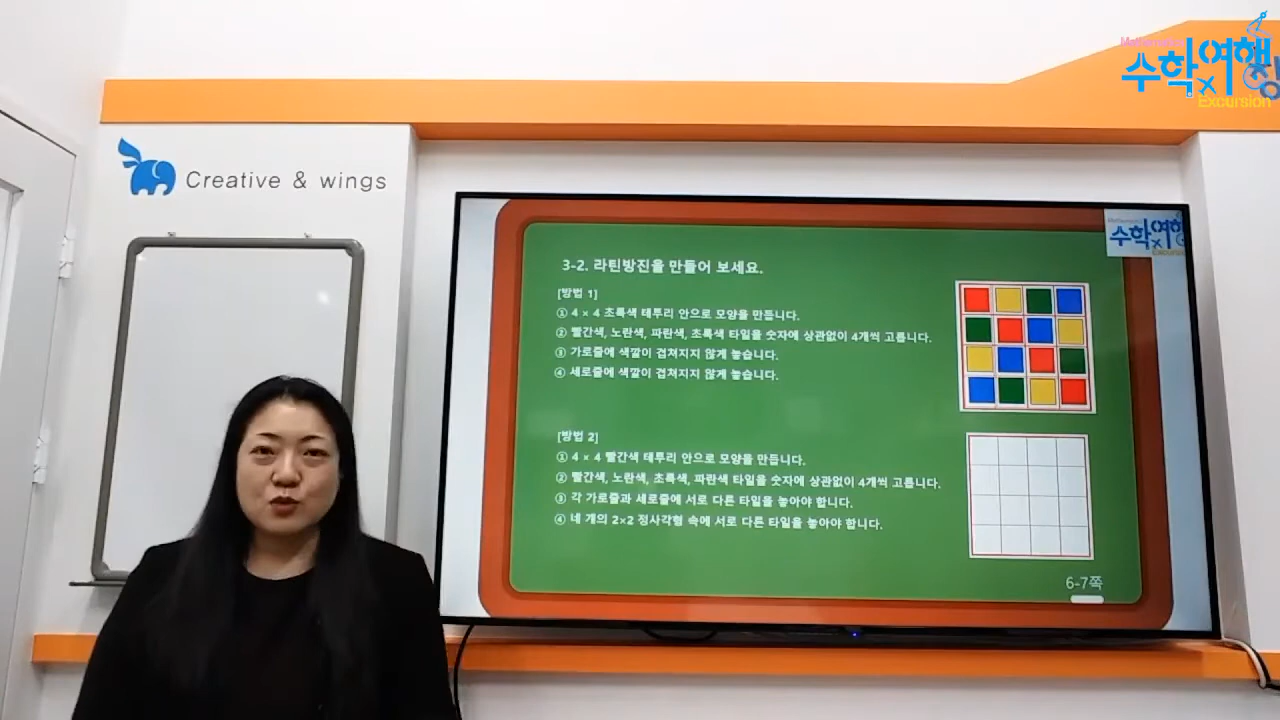 Mathematics
수학여행
Excursion
Creative & wings
수학여행
3-2. 라틴방진을 만들어 보세요.
[방법 1]
① 4 × 4 초록색 테두리 안으로 모양을 만듭니다.
② 빨간색, 노란색, 파란색, 초록색 타일을 숫자에 상관없이 4개씩 고릅니다.
③ 가로줄에 색깔이 겹쳐지지 않게 놓습니다.
④ 세로줄에 색깔이 겹쳐지지 않게 놓습니다.
[방법 2]
① 4 × 4 빨간색 테두리 안으로 모양을 만듭니다.
② 빨간색, 노란색, 초록색, 파란색 타일을 숫자에 상관없이 4개씩 고릅니다.
③ 각 가로줄과 세로줄에 서로 다른 타일을 놓아야 합니다.
④ 네 개의 2×2 정사각형 속에 서로 다른 타일을 놓아야 합니다.
6-7쪽